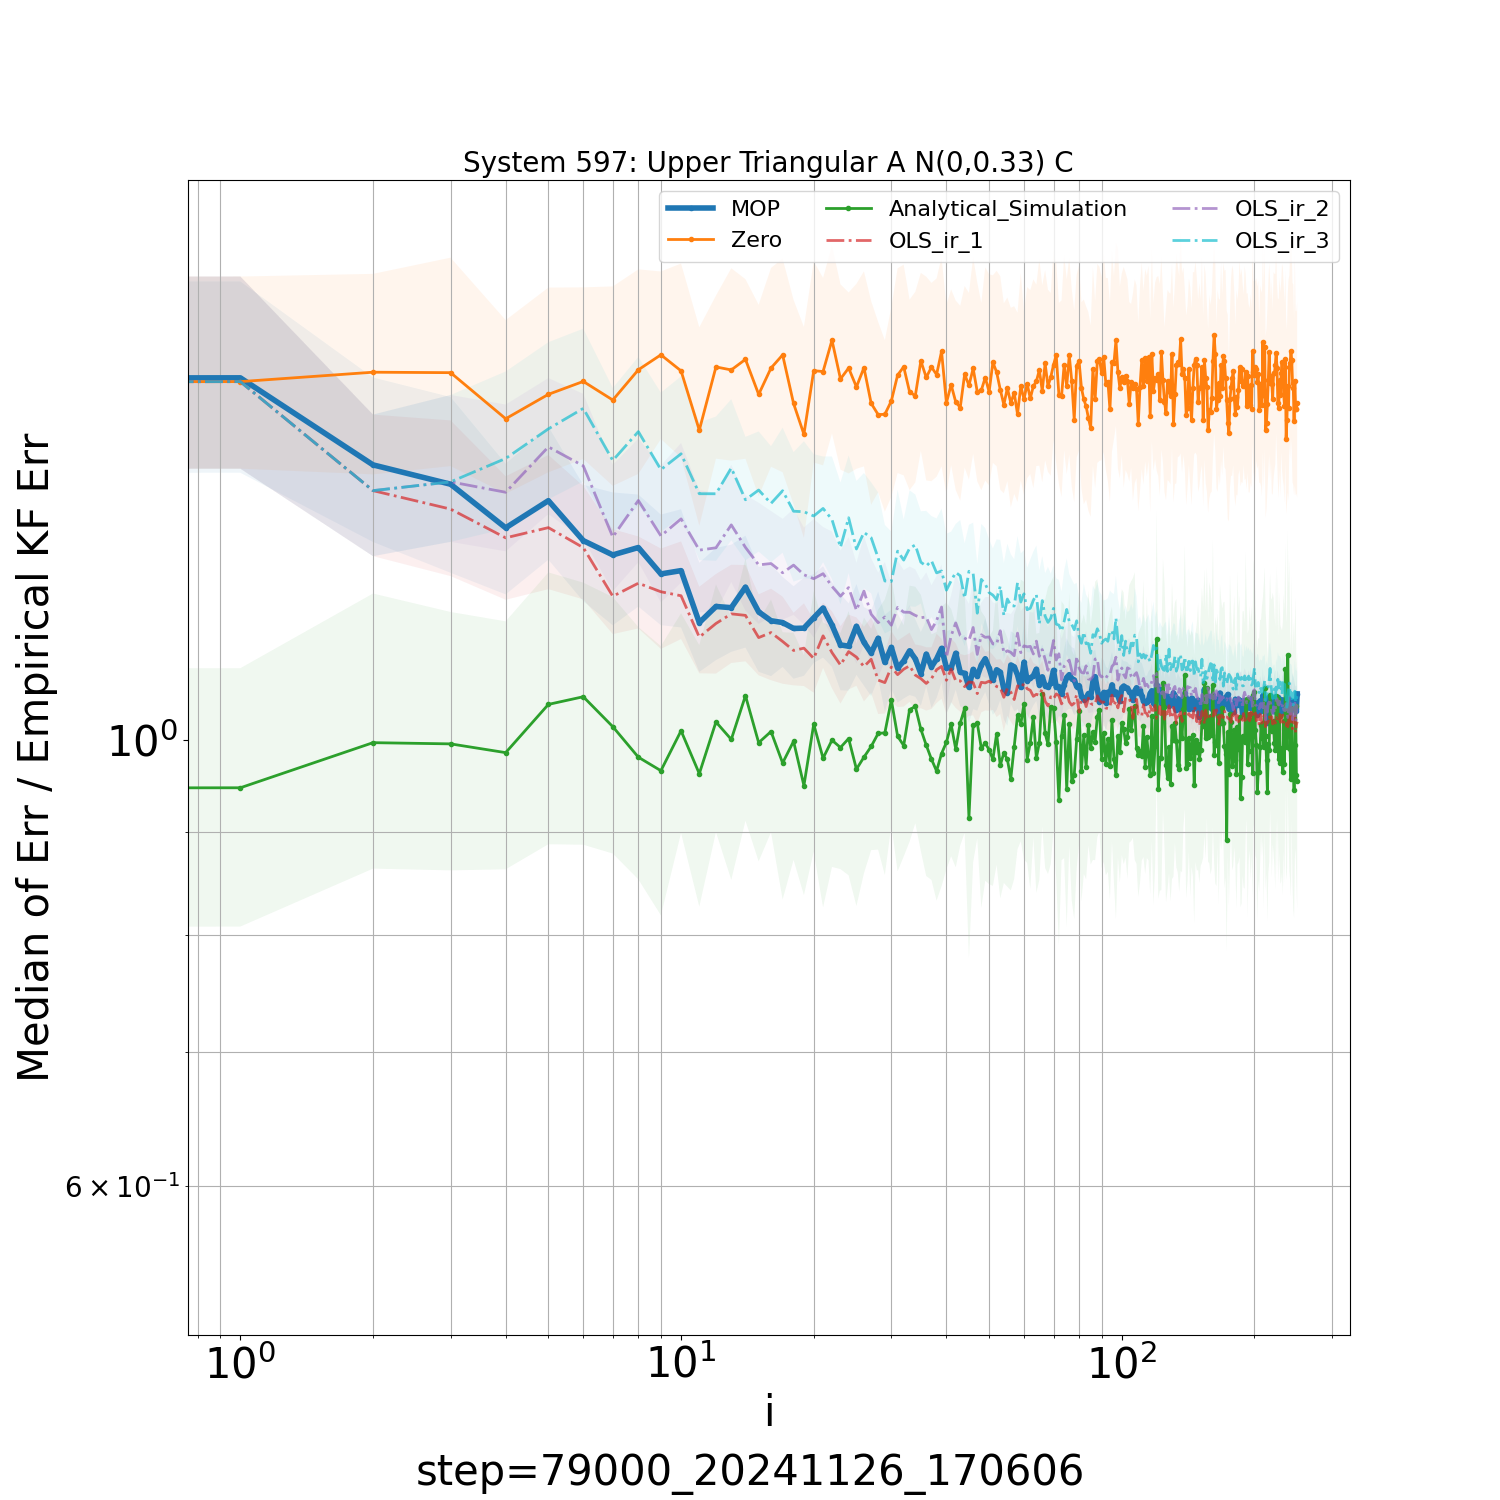 System 597: Upper Triangular A N(0,0.33) C
MOP
Zero
Analytical_Simulation
OLS_ir_1
OLS_ir_2
OLS_ir_3
Median of Err / Empirical KF Err
10⁰
6 × 10⁻¹
10⁰
10¹
10²
i
step=79000_20241126_170606